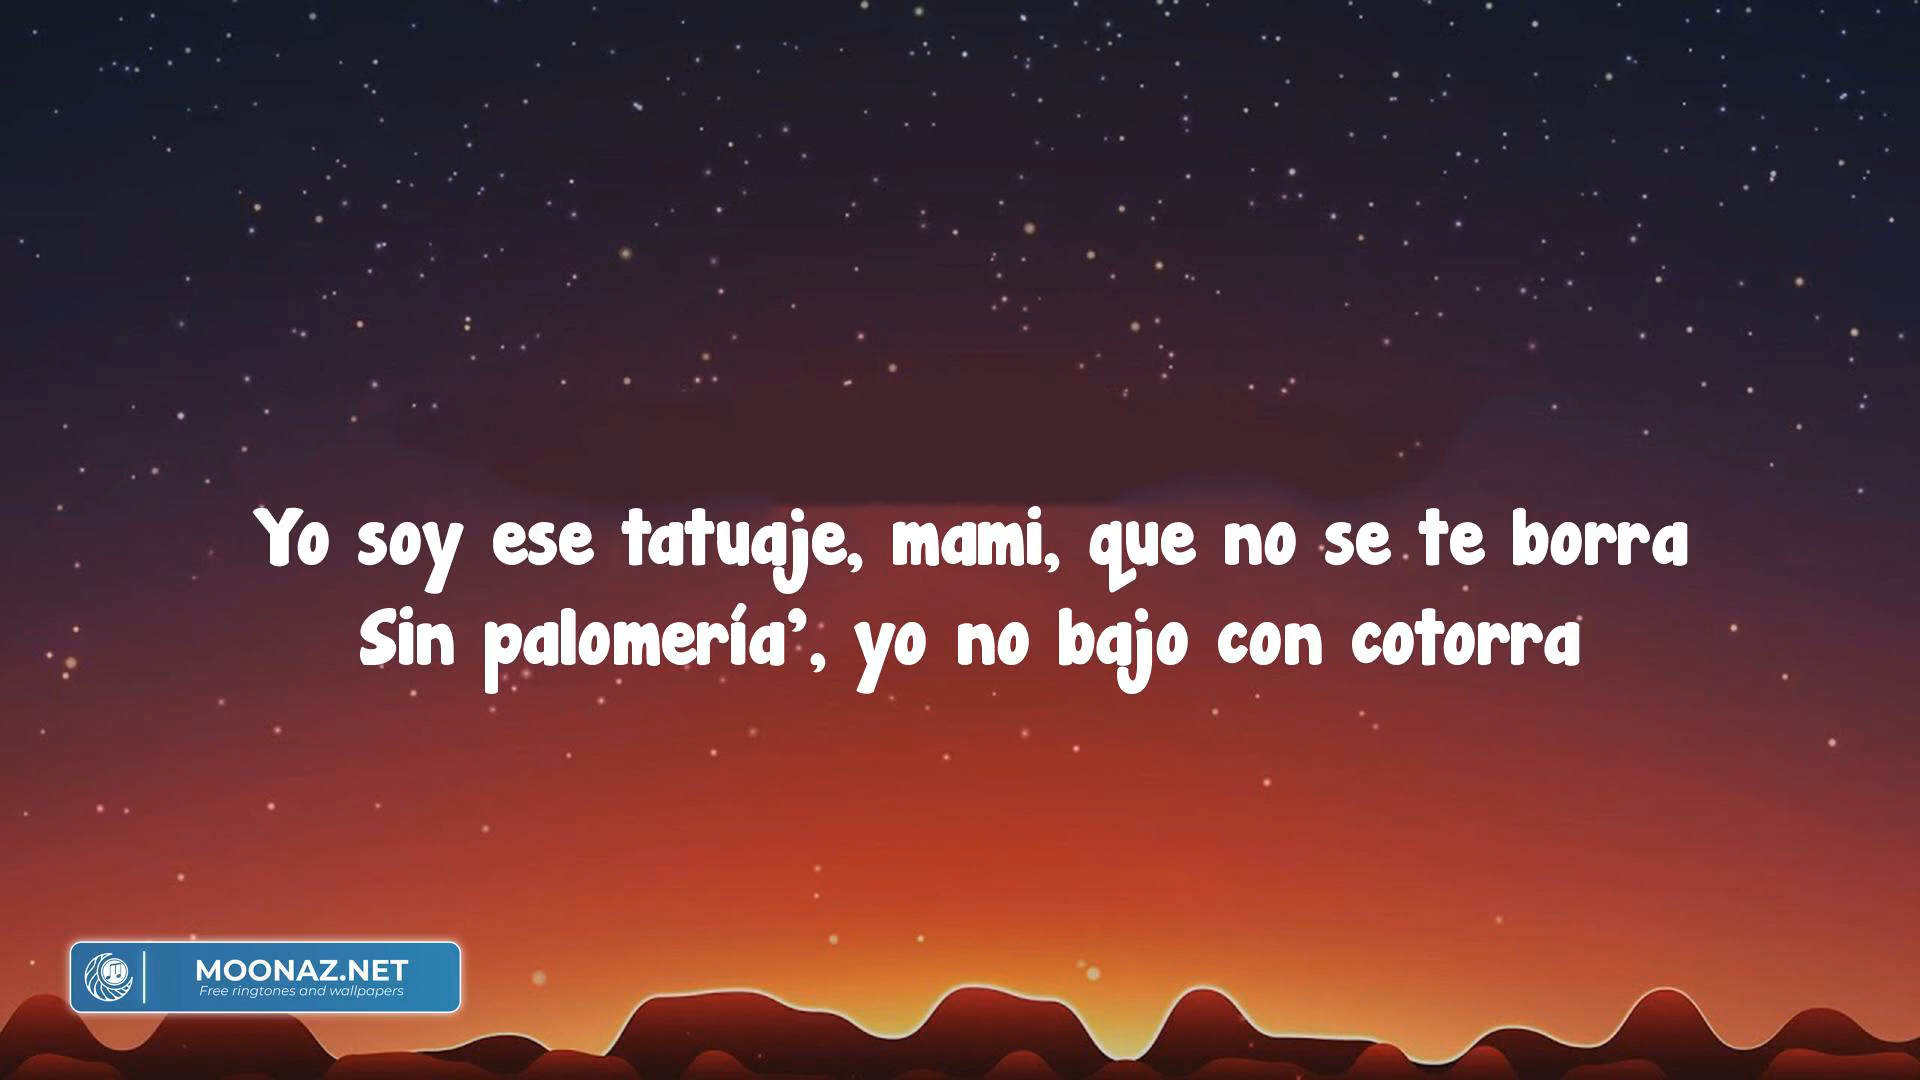 Yo soy ese tatuaje, mami, que no se te borra
Sin palomería', yo no bajo con cotorra
MOONAZ.NET
Free ringtones and wallpapers